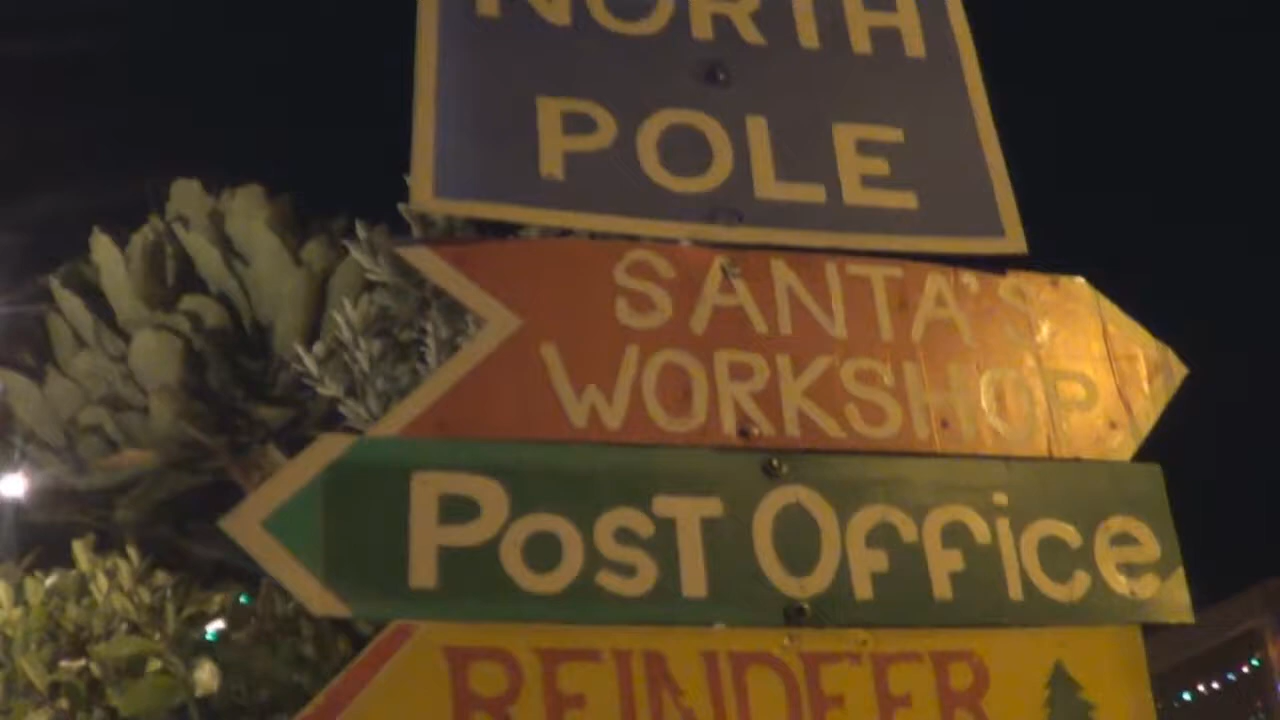 NORTH
POLE
SANTA'S
WORKSHOP
POST OFFICE
REINDEER